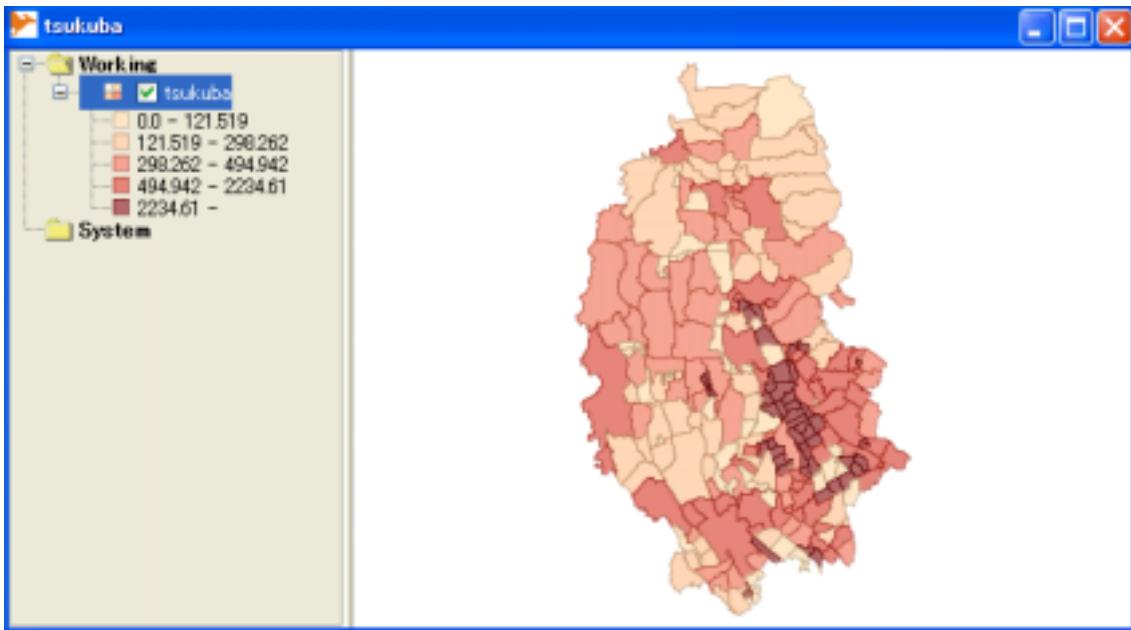 tsukuba
Working
tsukuba
0.0 - 121.519
121.519 - 298.262
298.262 - 494.942
494.942 - 2234.61
2234.61 -
System